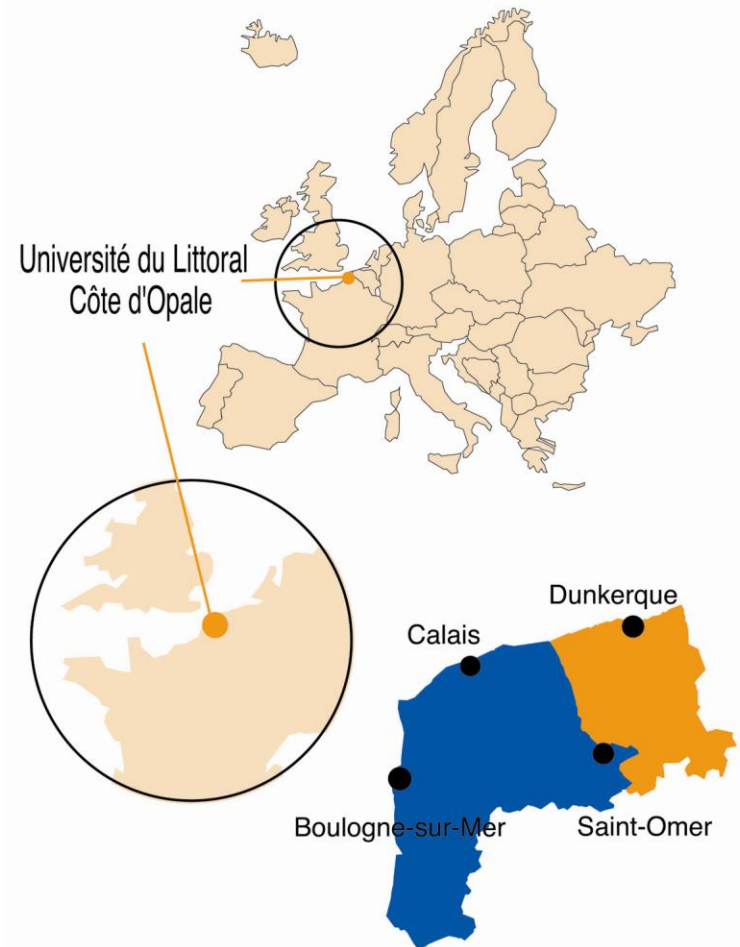 Université du Littoral
Côte d'Opale
Dunkerque
Calais
Boulogne-sur-Mer
Saint-Omer